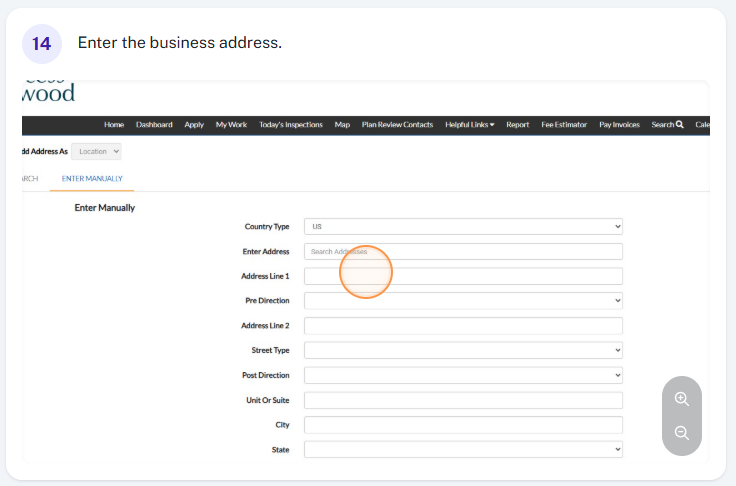 14 Enter the business address.
wood
Home Dashboard Apply My Work Today's Inspections Map Plan Review Contacts Helpful Links Report Fee Estimator Pay Invoices Search Cale
dd Address As Location
RCH ENTER MANUALLY
Enter Manually
Country Type US
Enter Address Search Addresses
Address Line 1
Pre Direction
Address Line 2
Street Type
Post Direction
Unit Or Suite
City
State